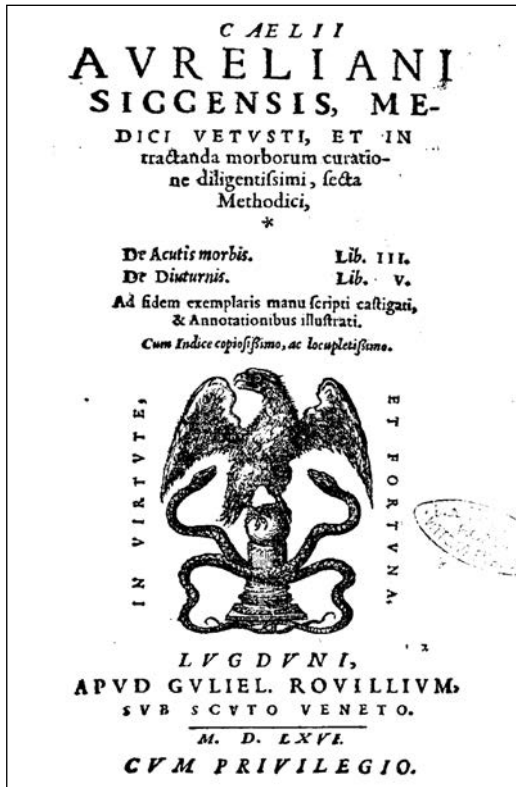 CAELII
AVRELIANI
SICCENSIS, ME-
DICI VETVSTI, ET IN
tractanda morborum curatio-
ne diligentiſsimi, ſecta
Methodici,
*
De Acutis morbis. Lib. III.
De Diuturnis. Lib. V.
Ad fidem exemplaris manu ſcripti caſtigati,
& Annotationibus illuſtrati.
Cum Indice copioſiſsimo, ac locupletiſsimo.
IN VIRTVTE,
ET FORTVNA,
LVGDVNI,
APVD GVLIEL. ROVILLIVM,
SVB SCVTO VENETO.
M. D. LXVI.
CVM PRIVILEGIO.